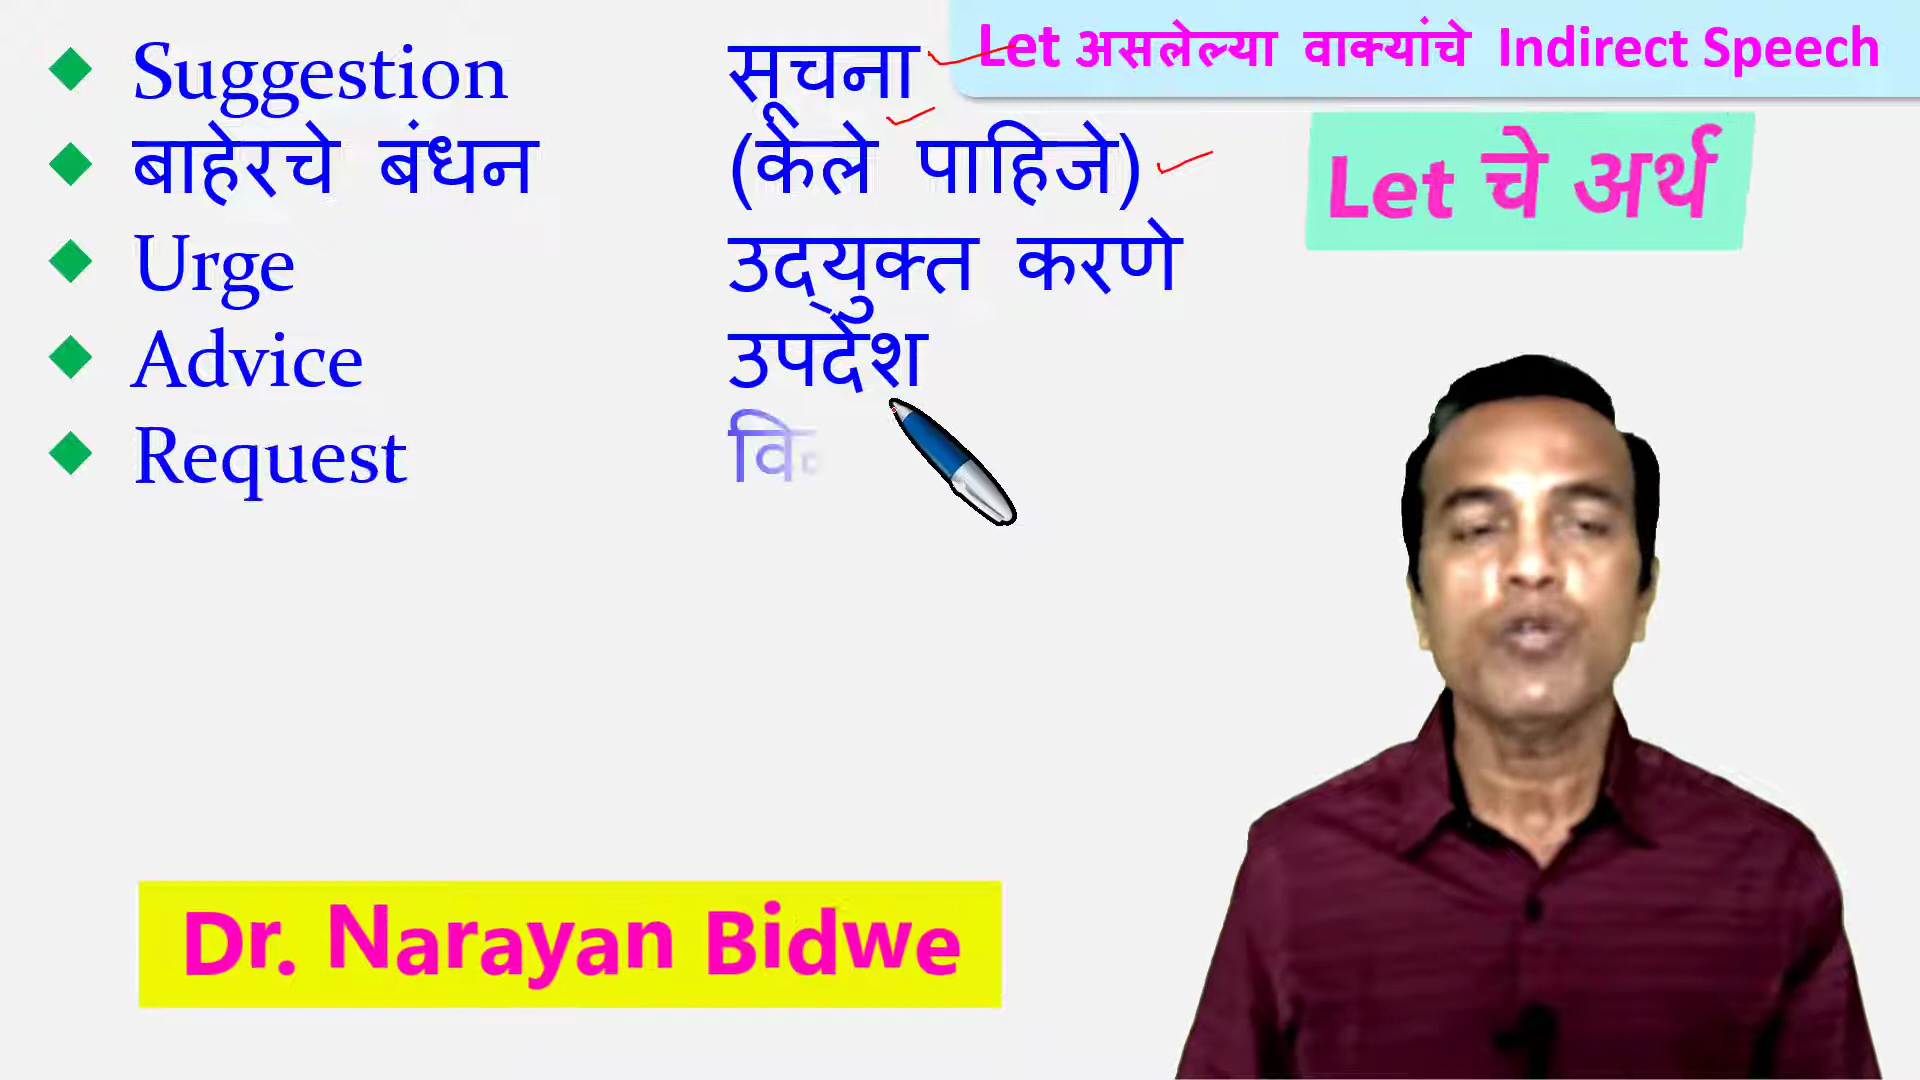 Let असलेल्या वाक्यांचे Indirect Speech
Let चे अर्थ
Suggestion सूचना
बाहेरचे बंधन (केले पाहिजे)
Urge उद्युक्त करणे
Advice उपदेश
Request
Dr. Narayan Bidwe